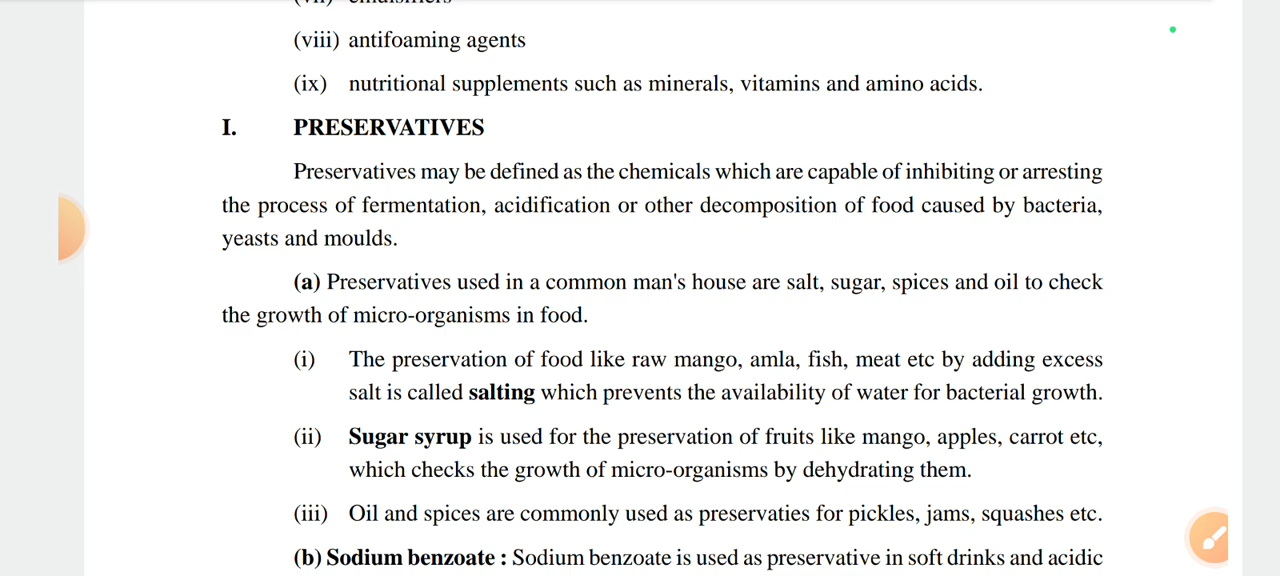 (viii) antifoaming agents
(ix) nutritional supplements such as minerals, vitamins and amino acids.
I. PRESERVATIVES
Preservatives may be defined as the chemicals which are capable of inhibiting or arresting
the process of fermentation, acidification or other decomposition of food caused by bacteria,
yeasts and moulds.
(a) Preservatives used in a common man's house are salt, sugar, spices and oil to check
the growth of micro-organisms in food.
(i) The preservation of food like raw mango, amla, fish, meat etc by adding excess
salt is called salting which prevents the availability of water for bacterial growth.
(ii) Sugar syrup is used for the preservation of fruits like mango, apples, carrot etc,
which checks the growth of micro-organisms by dehydrating them.
(iii) Oil and spices are commonly used as preservaties for pickles, jams, squashes etc.
(b) Sodium benzoate : Sodium benzoate is used as preservative in soft drinks and acidic